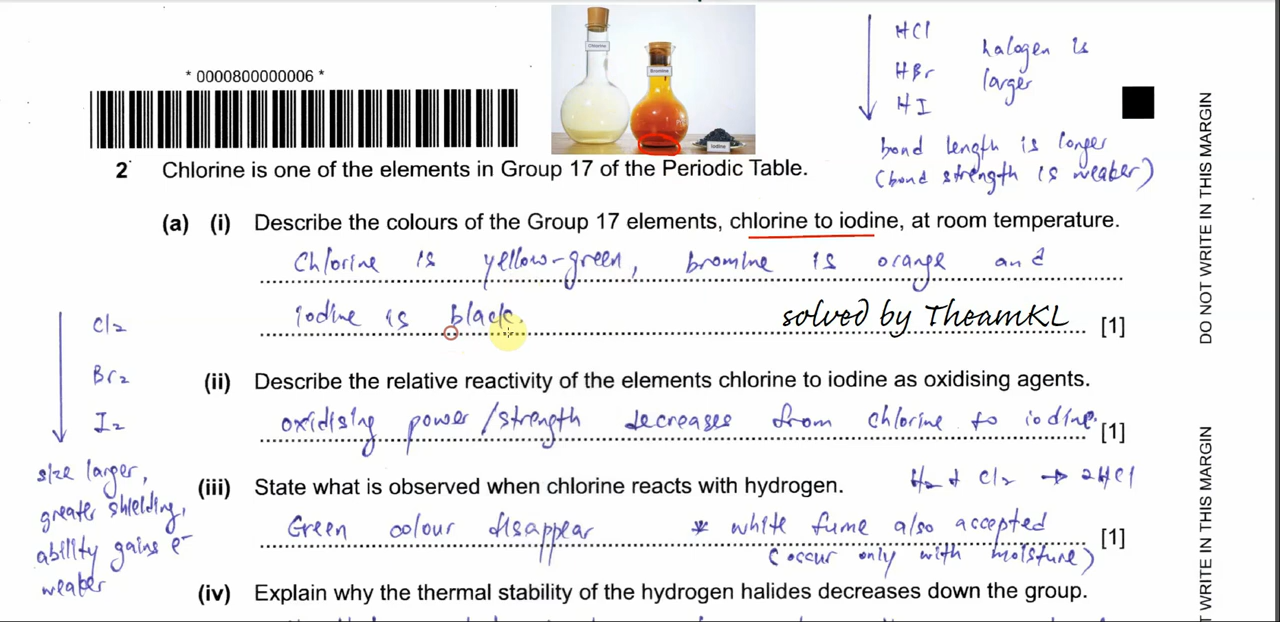 * 0000800000006 *
Chlorine
Bromine
Iodine
HCl
HBr
HI
halogen is
larger
bond length is longer
(bond strength is weaker)
2 Chlorine is one of the elements in Group 17 of the Periodic Table.
(a) (i) Describe the colours of the Group 17 elements, chlorine to iodine, at room temperature.
Chlorine is yellow-green, bromine is orange and
iodine is black.
solved by TheamKL [1]
Cl2
Br2
I2
size larger,
greater shielding,
ability gains e-
weaker
(ii) Describe the relative reactivity of the elements chlorine to iodine as oxidising agents.
oxidising power/strength decreases from chlorine to iodine. [1]
(iii) State what is observed when chlorine reacts with hydrogen.
H2 + Cl2 → 2HCl
Green colour disappear * white fume also accepted [1]
(occur only with moisture)
(iv) Explain why the thermal stability of the hydrogen halides decreases down the group.
DO NOT WRITE IN THIS MARGIN
T WRITE IN THIS MARGIN